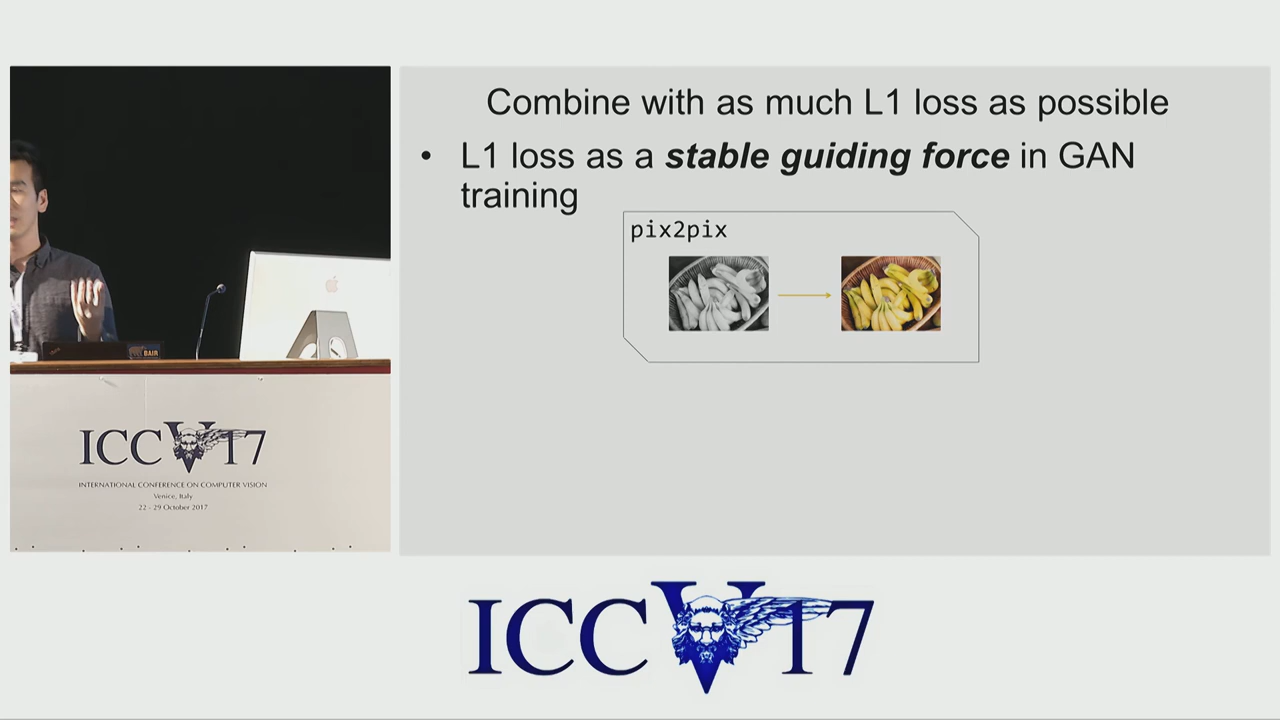 Combine with as much L1 loss as possible
• L1 loss as a stable guiding force in GAN
training
pix2pix
BAIR
ICCV17
INTERNATIONAL CONFERENCE ON COMPUTER VISION
Venice, Italy
22 - 29 October 2017
ICCV17